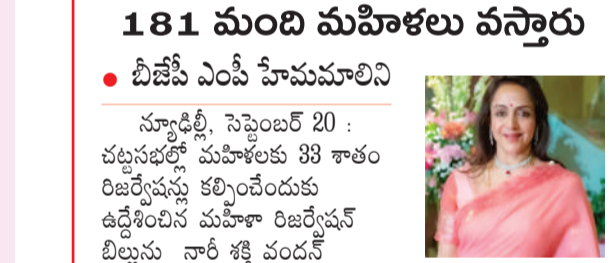 181 మంది మహిళలు వస్తారు
• బీజేపీ ఎంపీ హేమమాలిని
న్యూఢిల్లీ, సెప్టెంబర్ 20 :
చట్టసభల్లో మహిళలకు 33 శాతం
రిజర్వేషన్లు కల్పించేందుకు
ఉద్దేశించిన మహిళా రిజర్వేషన్
బిల్లును నారీ శక్తి వందన్